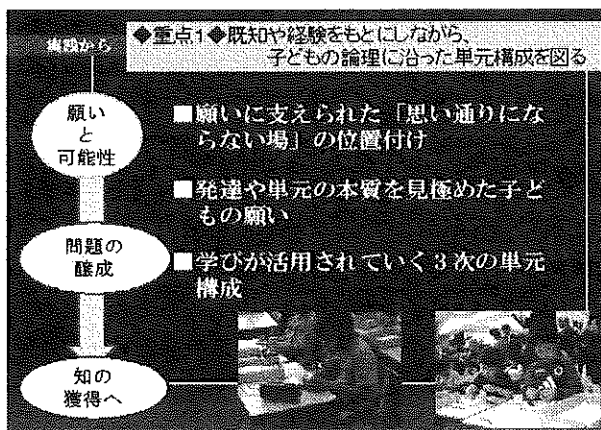 実践から
◆重点1◆既知や経験をもとにしながら、
子どもの論理に沿った単元構成を図る
願い
と
可能性
■願いに支えられた「思い通りにな
らない場」の位置付け
■発達や単元の本質を見極めた子ど
もの願い
問題の
醸成
■学びが活用されていく3次の単元
構成
知の
獲得へ